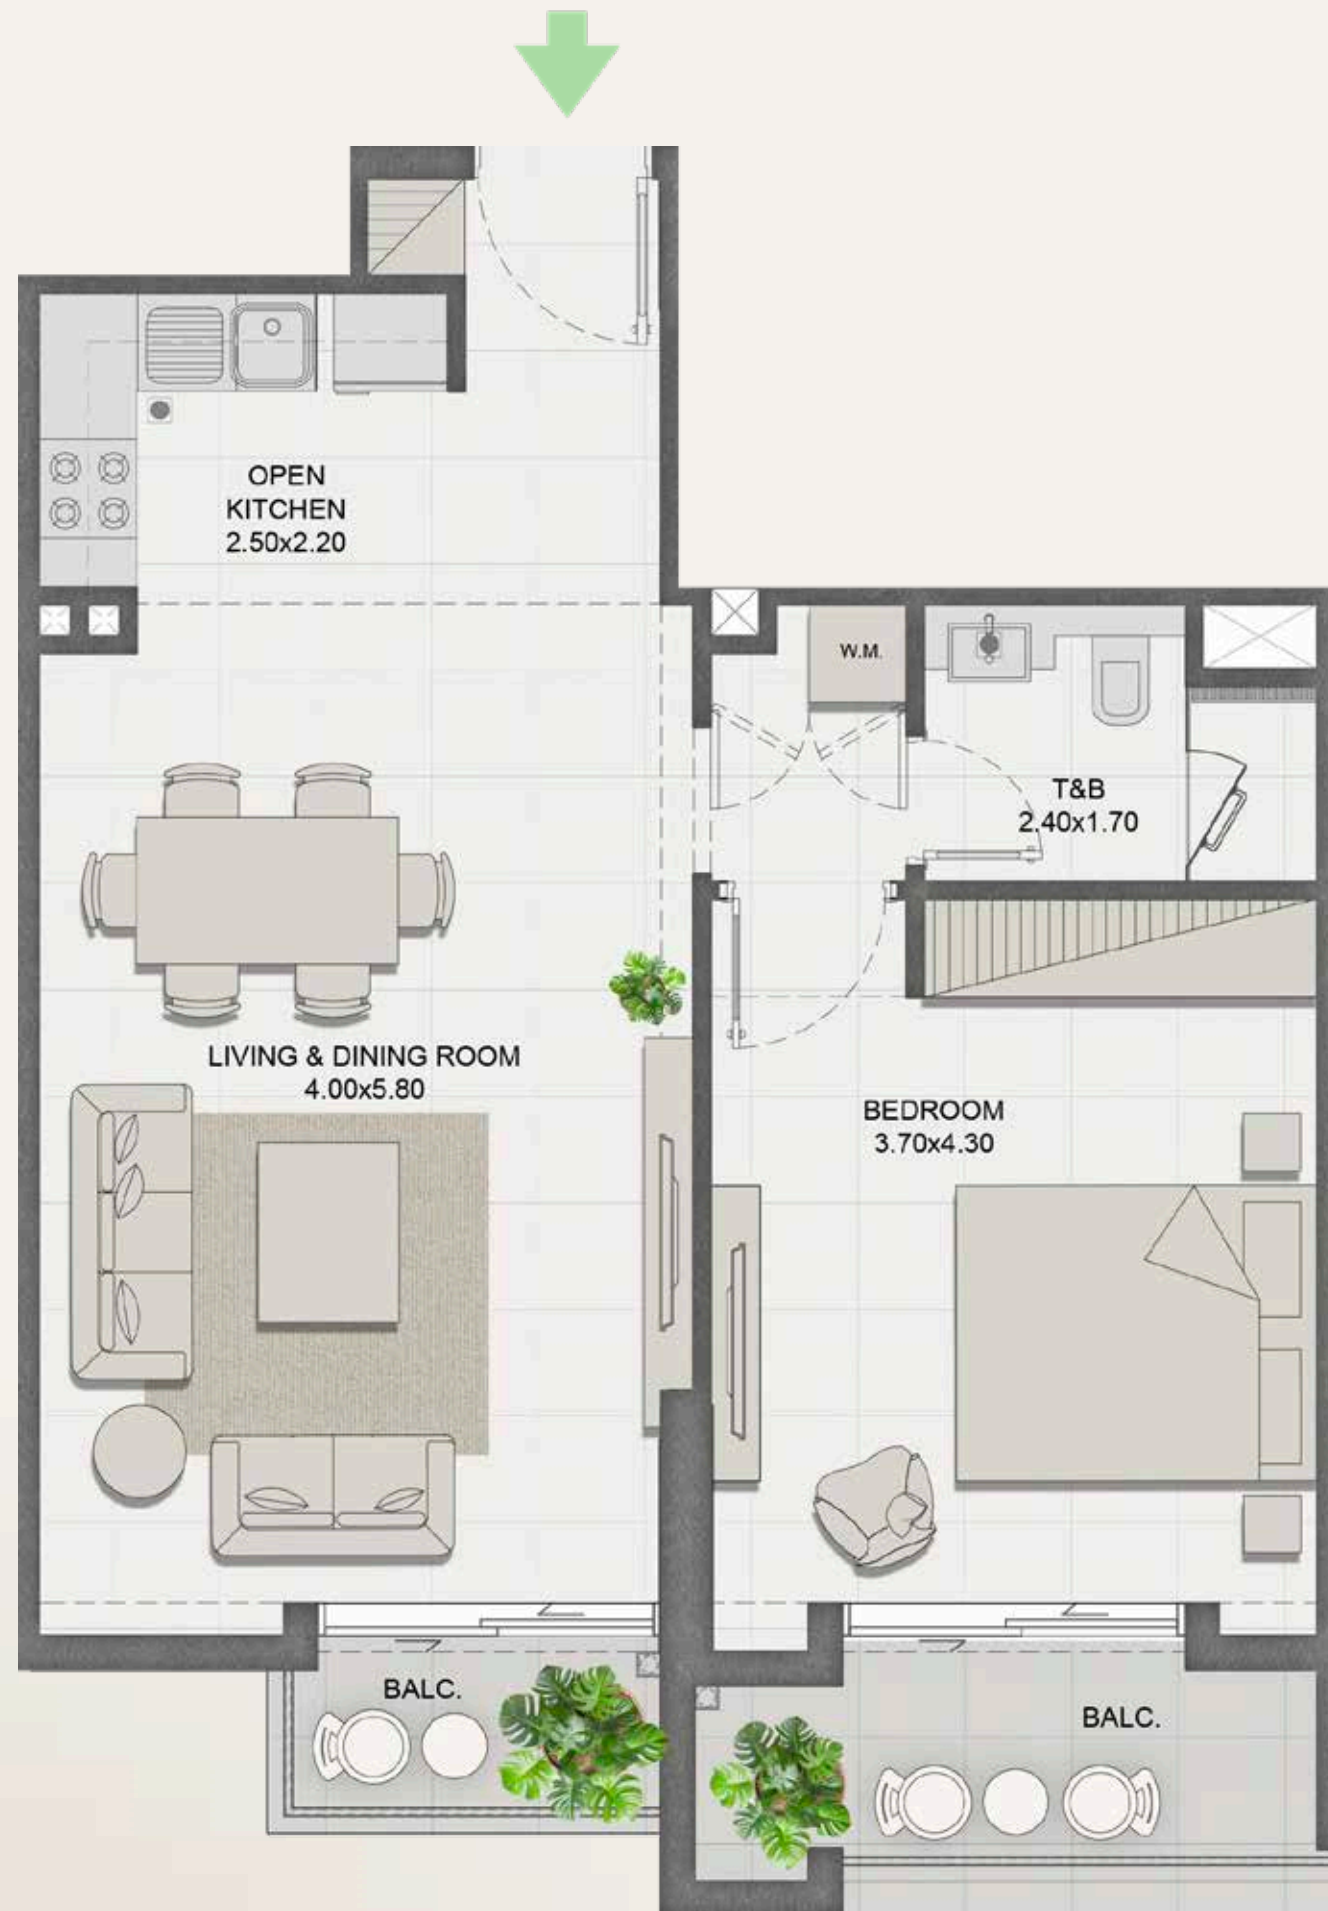 OPEN
KITCHEN
2.50x2.20
W.M.
T&B
2.40x1.70
LIVING & DINING ROOM
4.00x5.80
BEDROOM
3.70x4.30
BALC.
BALC.